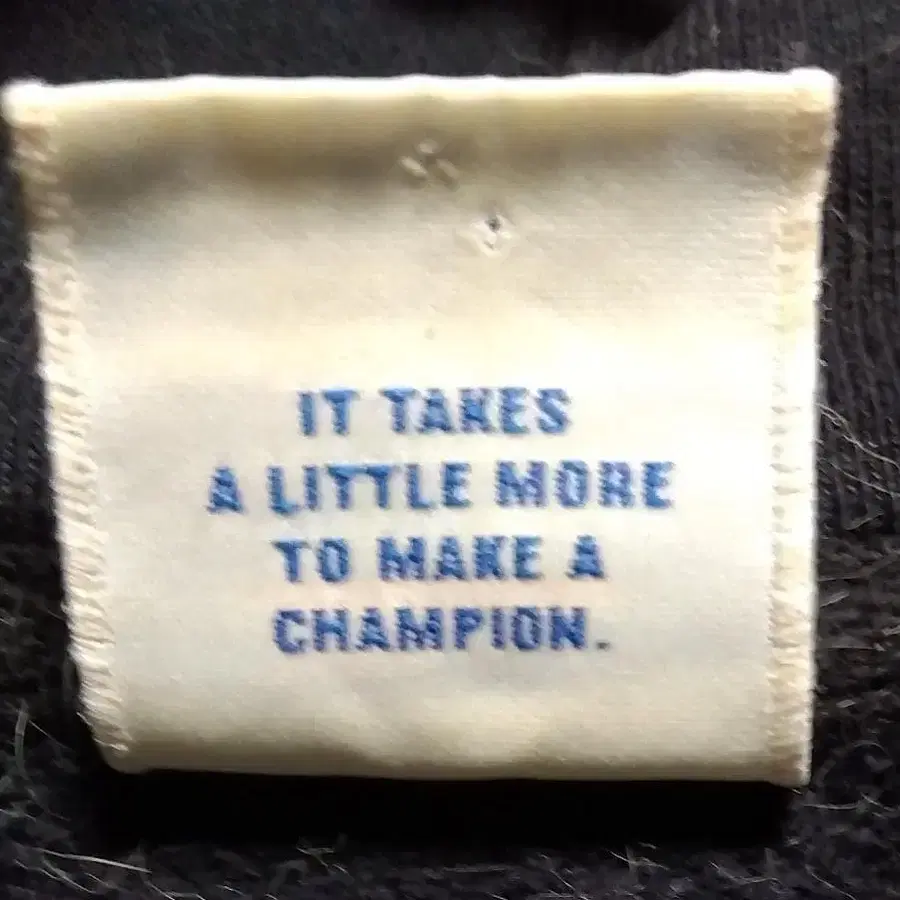 IT TAKES
A LITTLE MORE
TO MAKE A
CHAMPION.